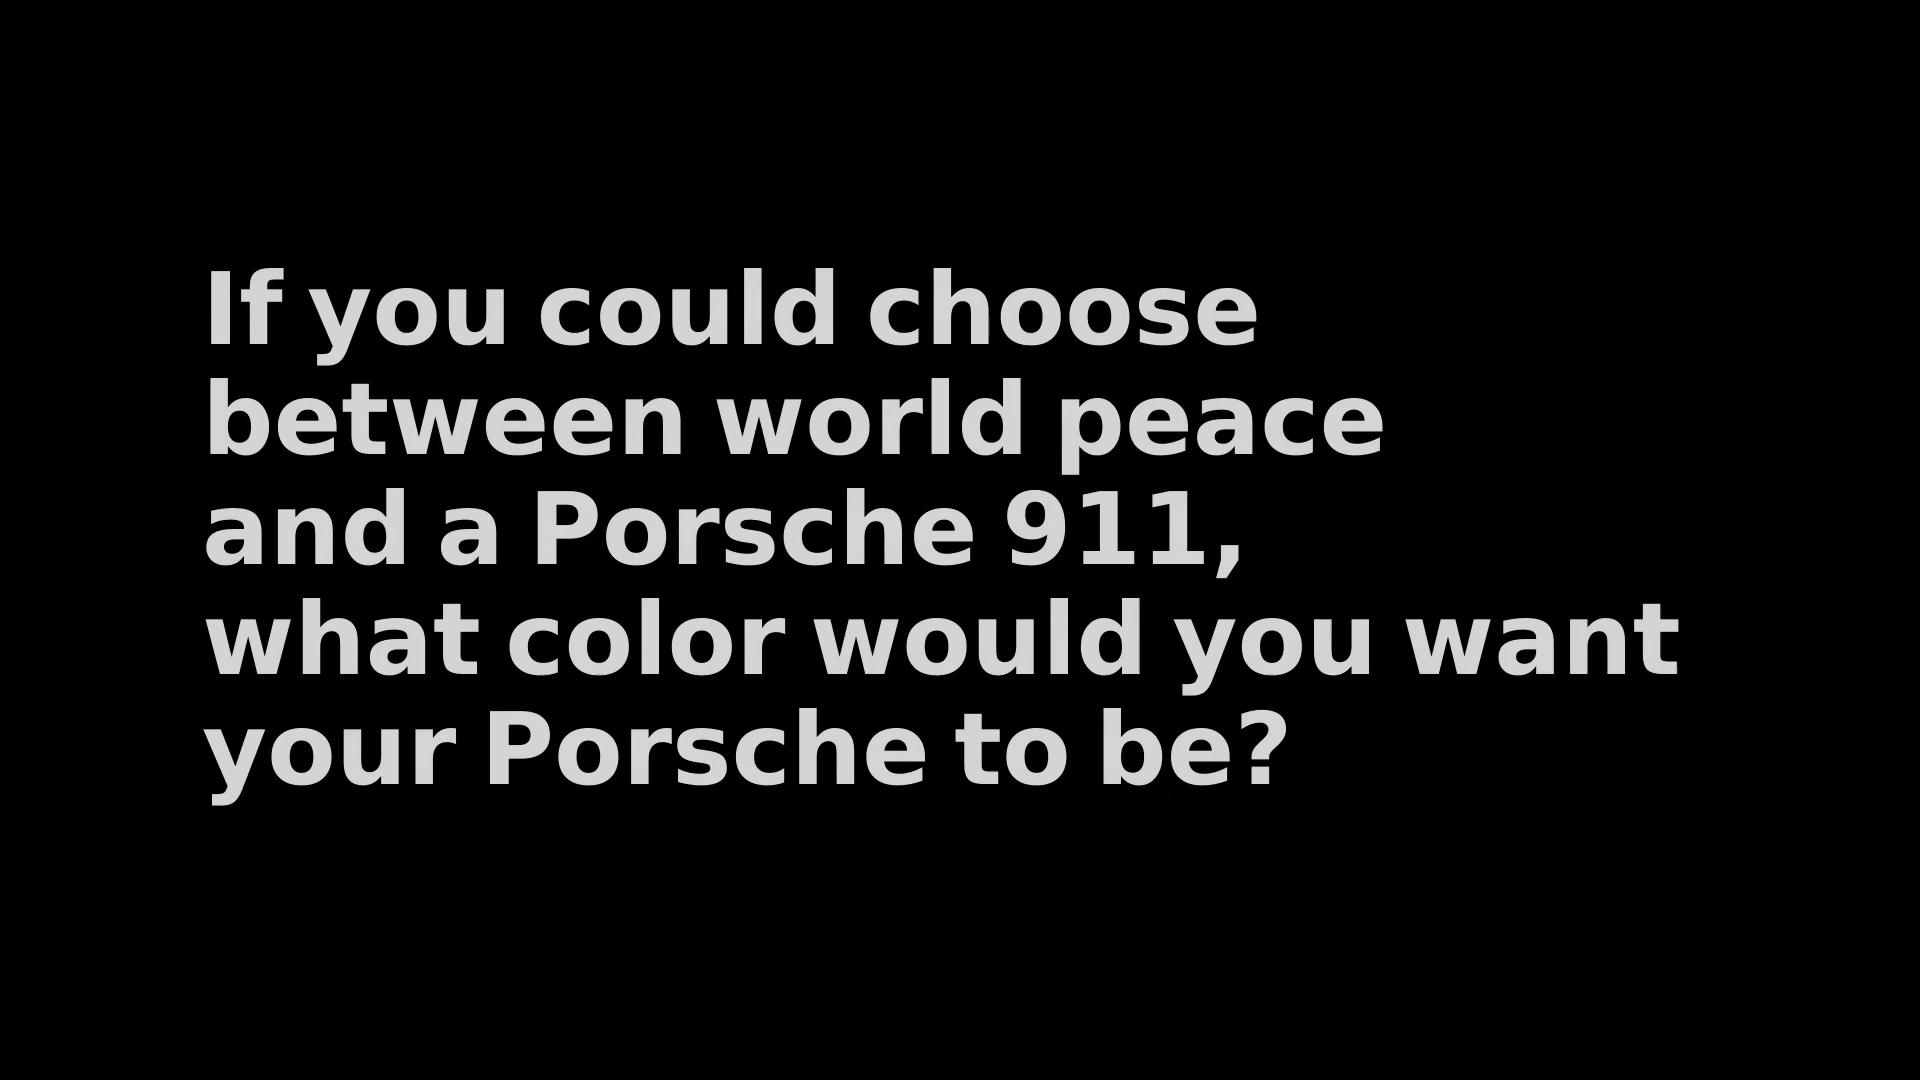 If you could choose
between world peace
and a Porsche 911,
what color would you want
your Porsche to be?